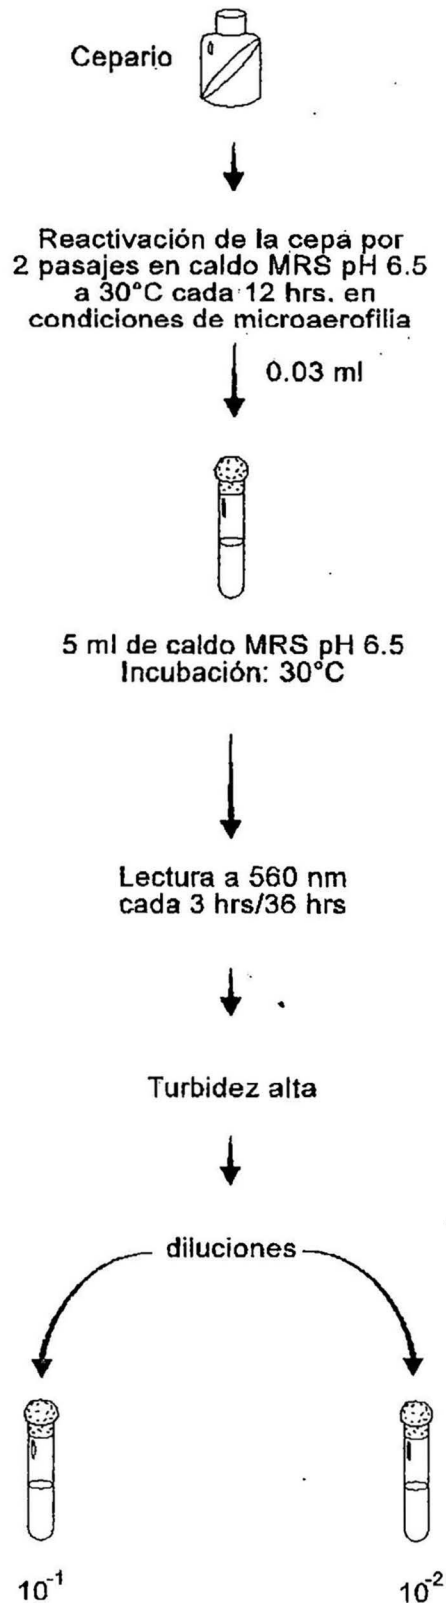 Cepario
Reactivación de la cepa por
2 pasajes en caldo MRS pH 6.5
a 30°C cada 12 hrs. en
condiciones de microaerofilia
0.03 ml
5 ml de caldo MRS pH 6.5
Incubación: 30°C
Lectura a 560 nm
cada 3 hrs/36 hrs
Turbidez alta
diluciones
10⁻¹ 10⁻²